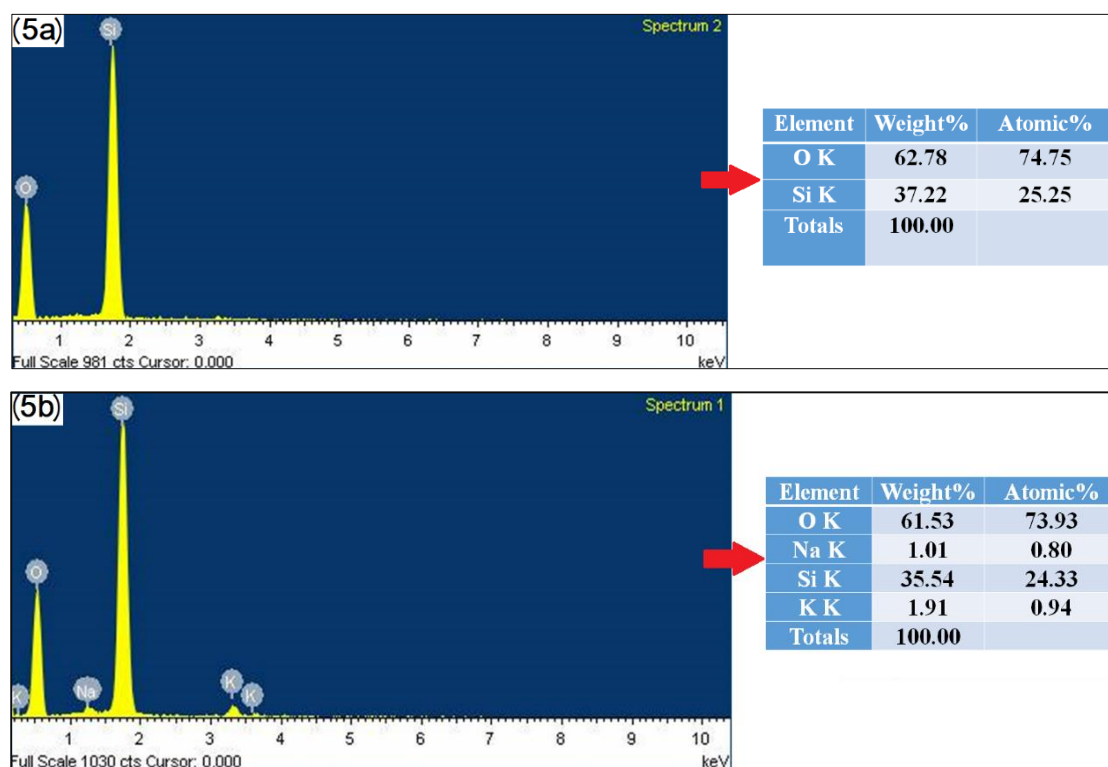 (5a)
Si
Spectrum 2
O
1 2 3 4 5 6 7 8 9 10
Full Scale 981 cts Cursor: 0.000 keV
Element Weight% Atomic%
O K 62.78 74.75
Si K 37.22 25.25
Totals 100.00
(5b)
Si
Spectrum 1
O
K Na K K
1 2 3 4 5 6 7 8 9 10
Full Scale 1030 cts Cursor: 0.000 keV
Element Weight% Atomic%
O K 61.53 73.93
Na K 1.01 0.80
Si K 35.54 24.33
K K 1.91 0.94
Totals 100.00